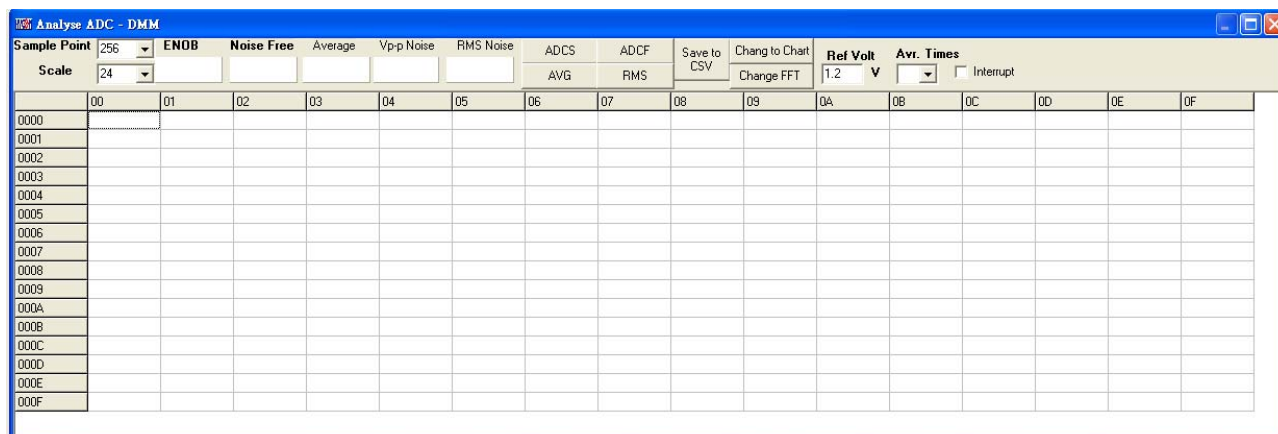 Analyse ADC - DMM
Sample Point 256 ENOB Noise Free Average Vp-p Noise RMS Noise ADCS ADCF Save to CSV Chang to Chart Ref Volt Avr. Times
Scale 24 AVG RMS Change FFT 1.2 V Interrupt
00 01 02 03 04 05 06 07 08 09 0A 0B 0C 0D 0E 0F
0000
0001
0002
0003
0004
0005
0006
0007
0008
0009
000A
000B
000C
000D
000E
000F